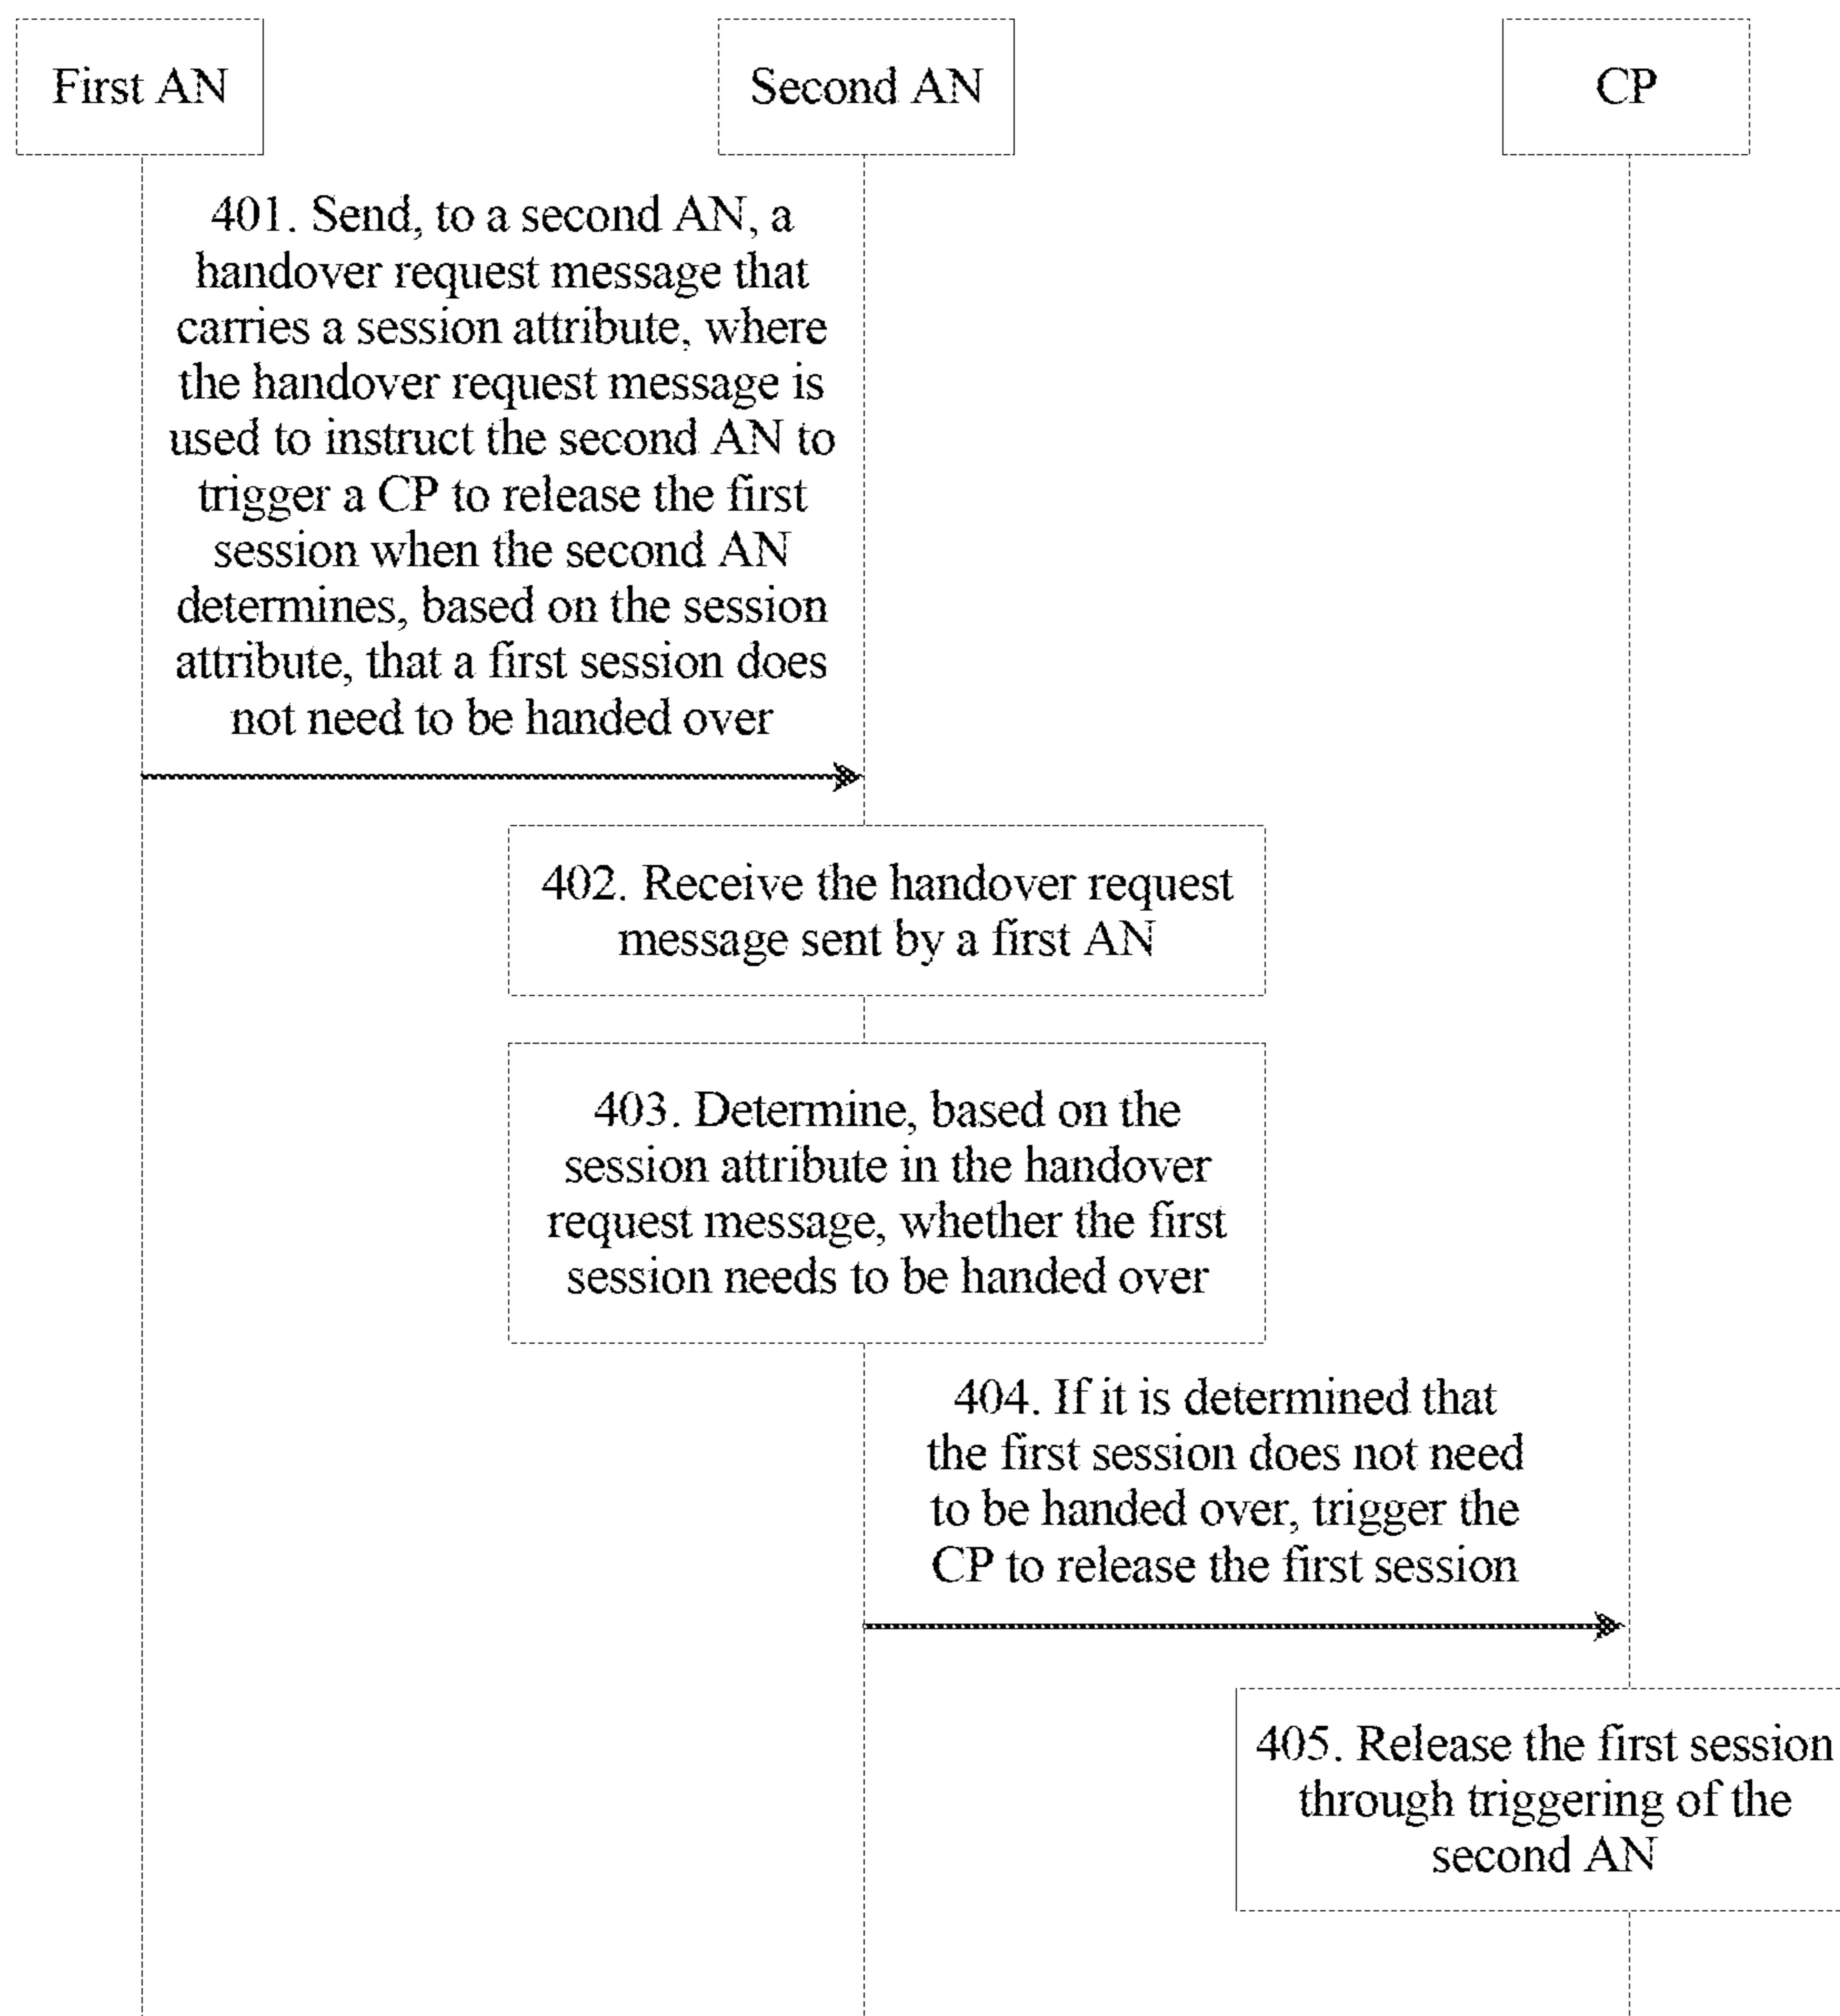 First AN
Second AN
CP
401. Send, to a second AN, a
handover request message that
carries a session attribute, where
the handover request message is
used to instruct the second AN to
trigger a CP to release the first
session when the second AN
determines, based on the session
attribute, that a first session does
not need to be handed over
402. Receive the handover request
message sent by a first AN
403. Determine, based on the
session attribute in the handover
request message, whether the first
session needs to be handed over
404. If it is determined that
the first session does not need
to be handed over, trigger the
CP to release the first session
405. Release the first session
through triggering of the
second AN